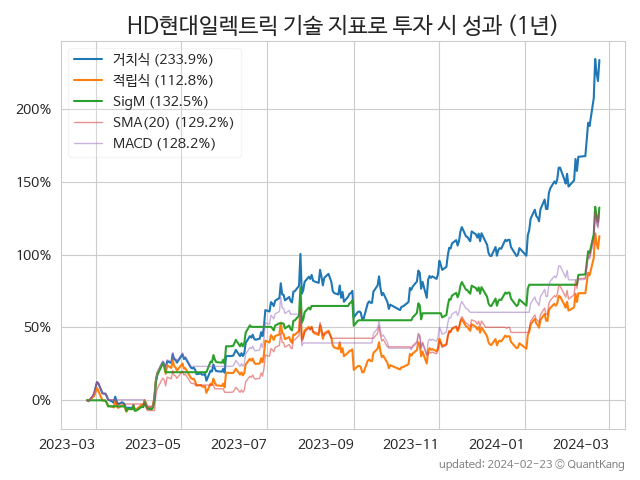 HD현대일렉트릭 기술 지표로 투자 시 성과 (1년)
거치식 (233.9%)
적립식 (112.8%)
SigM (132.5%)
SMA(20) (129.2%)
MACD (128.2%)
200%
150%
100%
50%
0%
2023-03 2023-05 2023-07 2023-09 2023-11 2024-01 2024-03
updated: 2024-02-23 © QuantKang